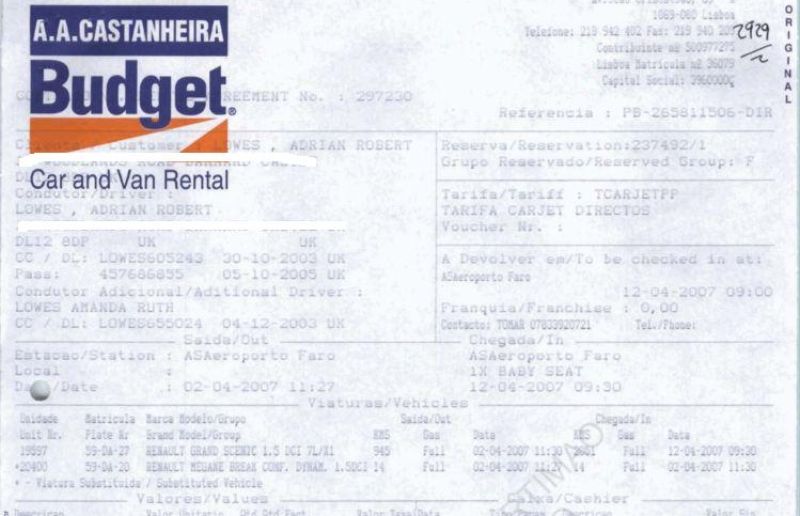 1069-060 Lisboa
Telefone: 219 942 402 Fax: 219 940 20
2929
/2
Contribuinte nº 500977275
Lisboa Matricula nº 36079
Capital Social: 3960000€
ORIGINAL
A.A.CASTANHEIRA
Budget®
Car and Van Rental
REEMENT No. : 297230
Referencia : PB-265811506-DIR
Customer : LOWES , ADRIAN ROBERT
Reserva/Reservation:237492/1
WOODLANDS ROAD BARNARD
Grupo Reservado/Reserved Group: F
Condutor/Driver :
Tarifa/Tariff : TCARJETPP
LOWES , ADRIAN ROBERT
TARIFA CARJET DIRECTOS
Voucher Nr. :
DL12 8DP UK UK
CC / DL: LOWES605243 30-10-2003 UK
A Devolver em/To be checked in at:
Pass: 457686855 05-10-2005 UK
ASAeroporto Faro
Condutor Adicional/Aditional Driver :
12-04-2007 09:00
LOWES AMANDA RUTH
Franquia/Franchise : 0,00
CC / DL: LOWES655024 04-12-2003 UK
Contacto: TOMAR 07833920721 Tel./Phone:
Saida/Out Chegada/In
Estacao/Station : ASAeroporto Faro ASAeroporto Faro
Local : 1X BABY SEAT
/Date : 02-04-2007 11:27 12-04-2007 09:30
Viaturas/Vehicles
Unidade Matricula Marca Modelo/Grupo Saida/Out Chegada/In
Unit Nr. Plate Nr Brand Model/Group KMS Gas Date KMS Gas Date
19597 59-DA-27 RENAULT GRAND SCENIC 1.5 DCI 7L/X1 945 Full 02-04-2007 11:30 Full 12-04-2007 09:30
*20400 59-DA-20 RENAULT MEGANE BREAK CONF. DYNAM. 1.5DCI 14 Full 02-04-2007 11:27 14 Full 02-04-2007 11:30
* - Viatura Substituida / Substituted Vehicle
Valores/Values Caixa/Cashier